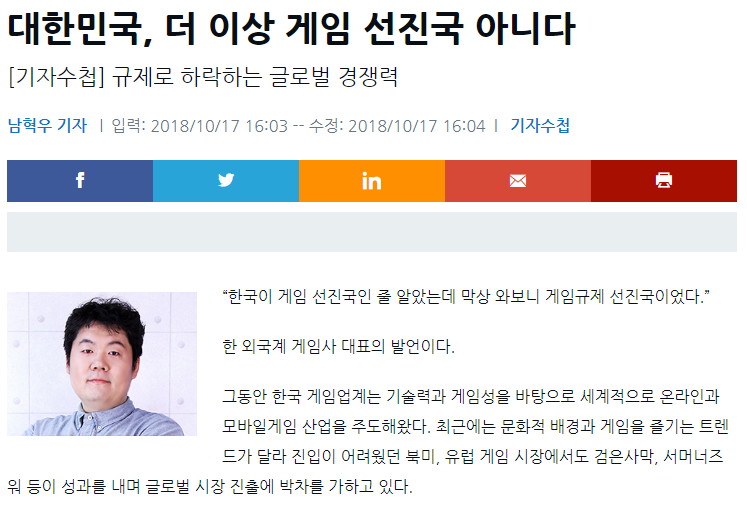 대한민국, 더 이상 게임 선진국 아니다
[기자수첩] 규제로 하락하는 글로벌 경쟁력
남혁우 기자 ㅣ 입력: 2018/10/17 16:03 -- 수정: 2018/10/17 16:04 ㅣ 기자수첩
“한국이 게임 선진국인 줄 알았는데 막상 와보니 게임규제 선진국이었다.”
한 외국계 게임사 대표의 발언이다.
그동안 한국 게임업계는 기술력과 게임성을 바탕으로 세계적으로 온라인과
모바일게임 산업을 주도해왔다. 최근에는 문화적 배경과 게임을 즐기는 트렌
드가 달라 진입이 어려웠던 북미, 유럽 게임 시장에서도 검은사막, 서머너즈
워 등이 성과를 내며 글로벌 시장 진출에 박차를 가하고 있다.